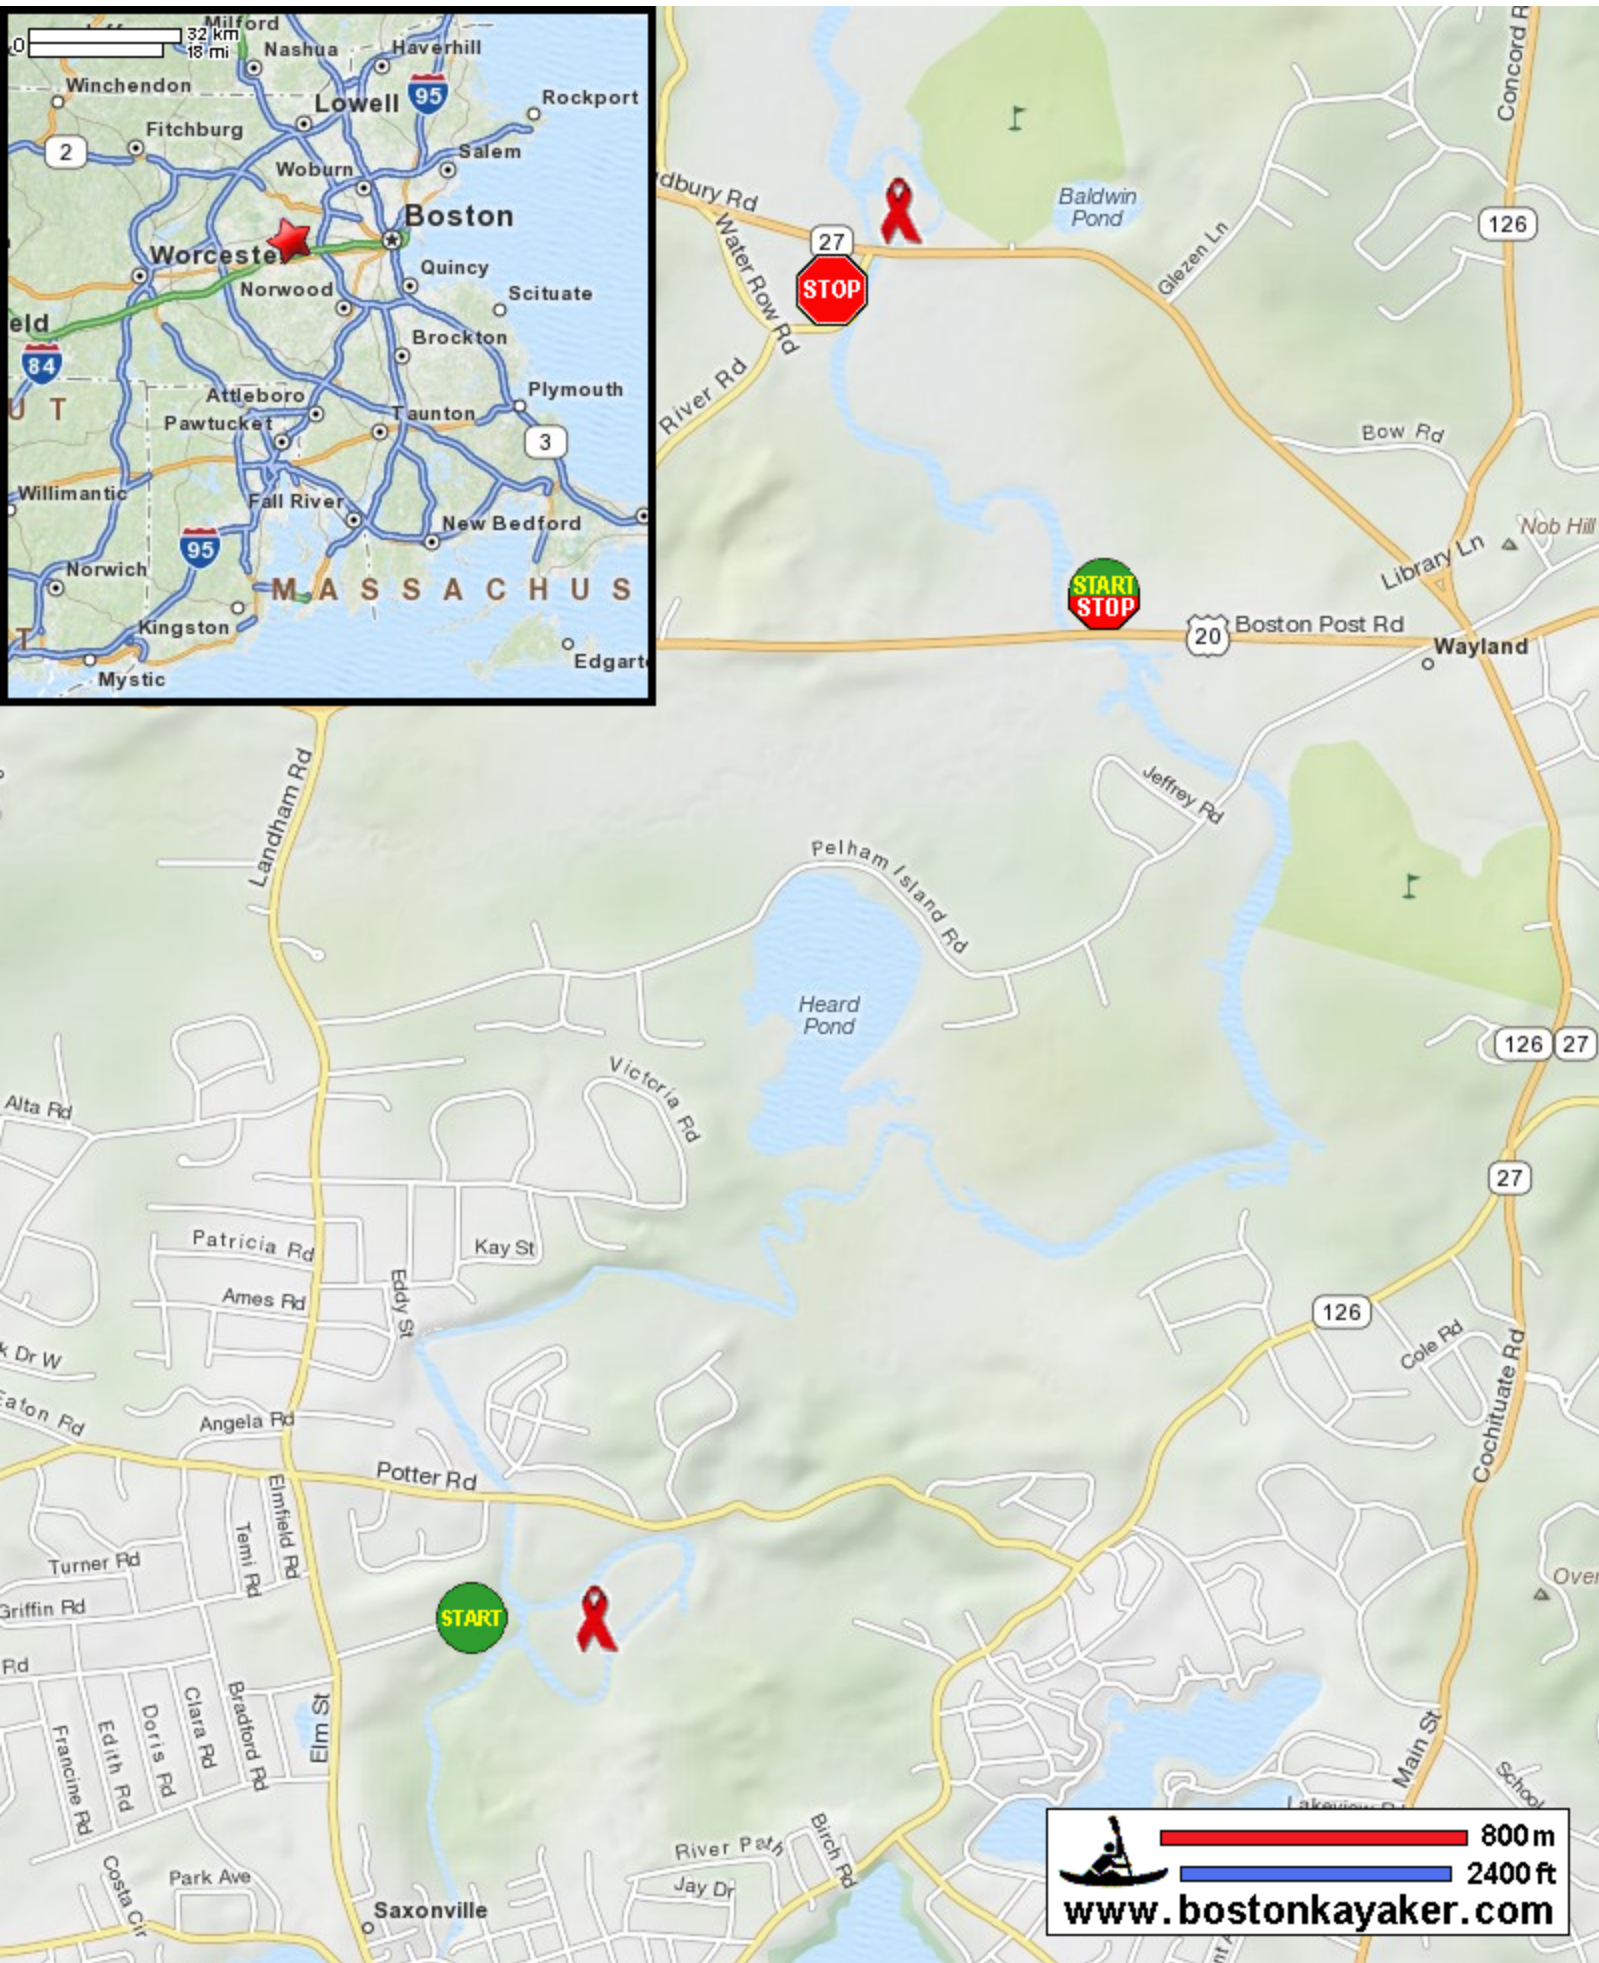 Milford
0
32 km
18 mi
Nashua
Haverhill
Winchendon
Lowell
95
Rockport
Fitchburg
2
Salem
Woburn
Boston
Worceste
Quincy
Norwood
Scituate
eld
Brockton
84
Attleboro
Plymouth
U T
Pawtucket
Taunton
3
Willimantic
Fall River
New Bedford
95
Norwich
MASSACHUS
Kingston
T
Edgart
Mystic
Concord R
dbury Rd
Baldwin
Pond
126
27
Water Row Rd
STOP
Glezen Ln
River Rd
Bow Rd
Nob Hill
Library Ln
START
STOP
20
Boston Post Rd
Wayland
Landham Rd
Jeffrey Rd
Pelham Island Rd
Heard
Pond
126
27
Victoria Rd
Alta Rd
27
Patricia Rd
Kay St
Eddy St
Ames Rd
126
Cole Rd
k Dr W
Cochituate Rd
Eaton Rd
Angela Rd
Potter Rd
Elmfield Rd
Temi Rd
Turner Rd
Over
Griffin Rd
START
Rd
Clara Rd
Bradford Rd
Doris Rd
Edith Rd
Francine Rd
Elm St
Main St
School
Lakeview Rd
River Path
Birch Rd
Jay Dr
Park Ave
Costa Cir
Saxonville
800 m
2400 ft
www.bostonkayaker.com